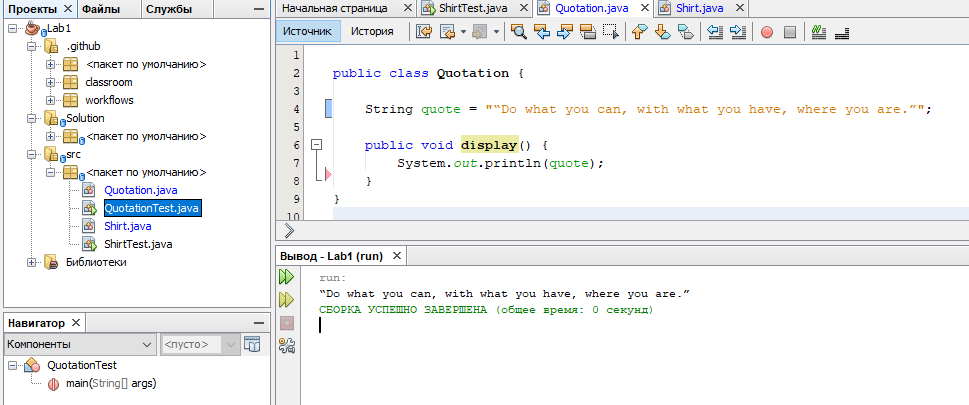 Проекты × Файлы Службы
Lab1
.github
<пакет по умолчанию>
classroom
workflows
Solution
<пакет по умолчанию>
src
<пакет по умолчанию>
Quotation.java
QuotationTest.java
Shirt.java
ShirtTest.java
Библиотеки
Навигатор ×
Компоненты <пусто>
QuotationTest
main(String[] args)
Начальная страница × ShirtTest.java × Quotation.java × Shirt.java ×
Источник История
1
2 public class Quotation {
3
4 String quote = "“Do what you can, with what you have, where you are.”";
5
6 public void display() {
7 System.out.println(quote);
8 }
9 }
10
Вывод - Lab1 (run) ×
run:
“Do what you can, with what you have, where you are.”
СБОРКА УСПЕШНО ЗАВЕРШЕНА (общее время: 0 секунд)